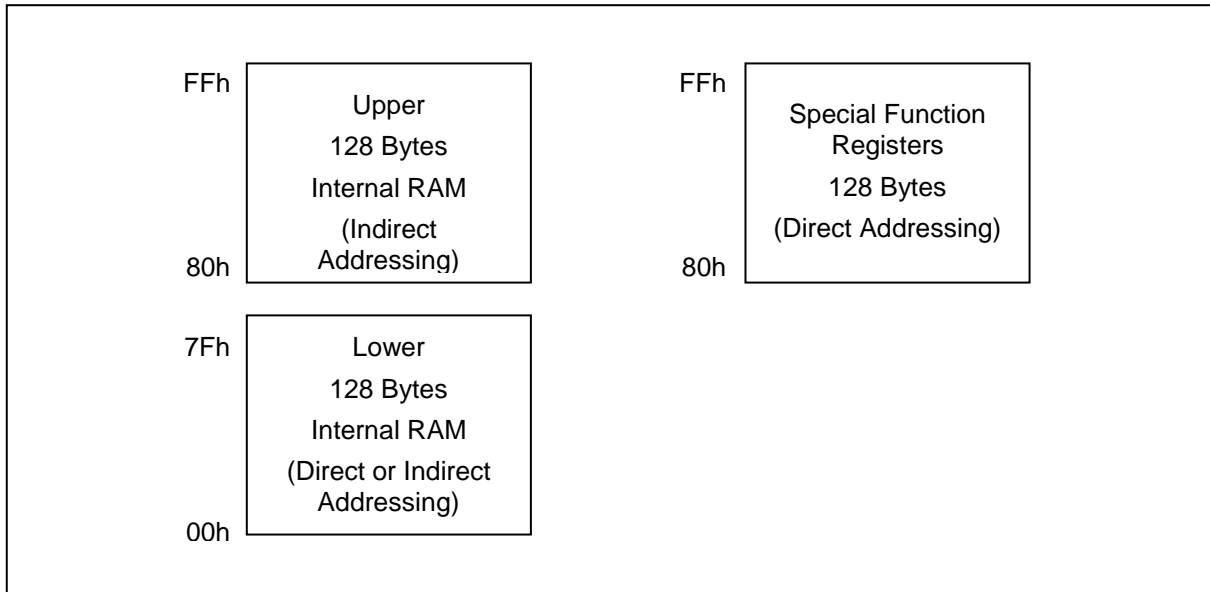 FFh
Upper
128 Bytes
Internal RAM
(Indirect
Addressing)
80h
FFh
Special Function
Registers
128 Bytes
(Direct Addressing)
80h
7Fh
Lower
128 Bytes
Internal RAM
(Direct or Indirect
Addressing)
00h